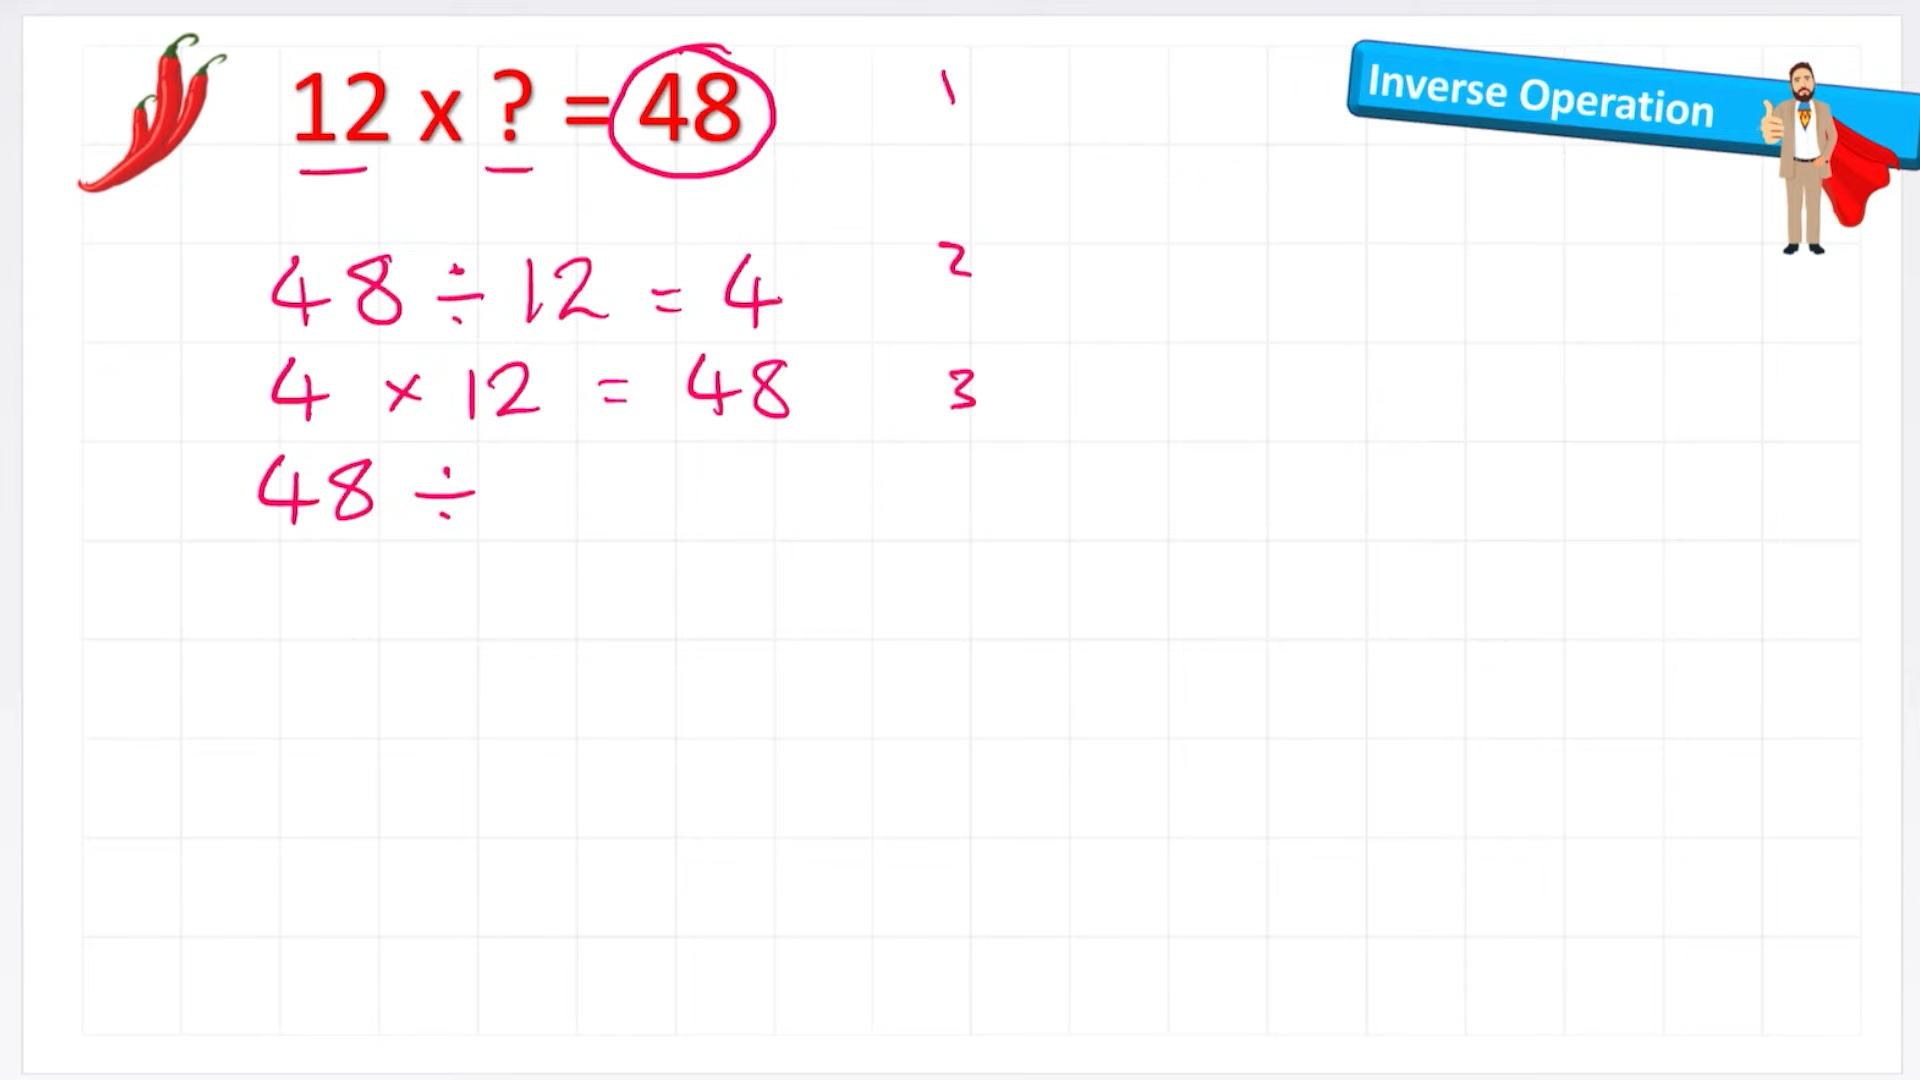 12 x ? = 48 1
Inverse Operation
48 ÷ 12 = 4 2
4 × 12 = 48 3
48 ÷